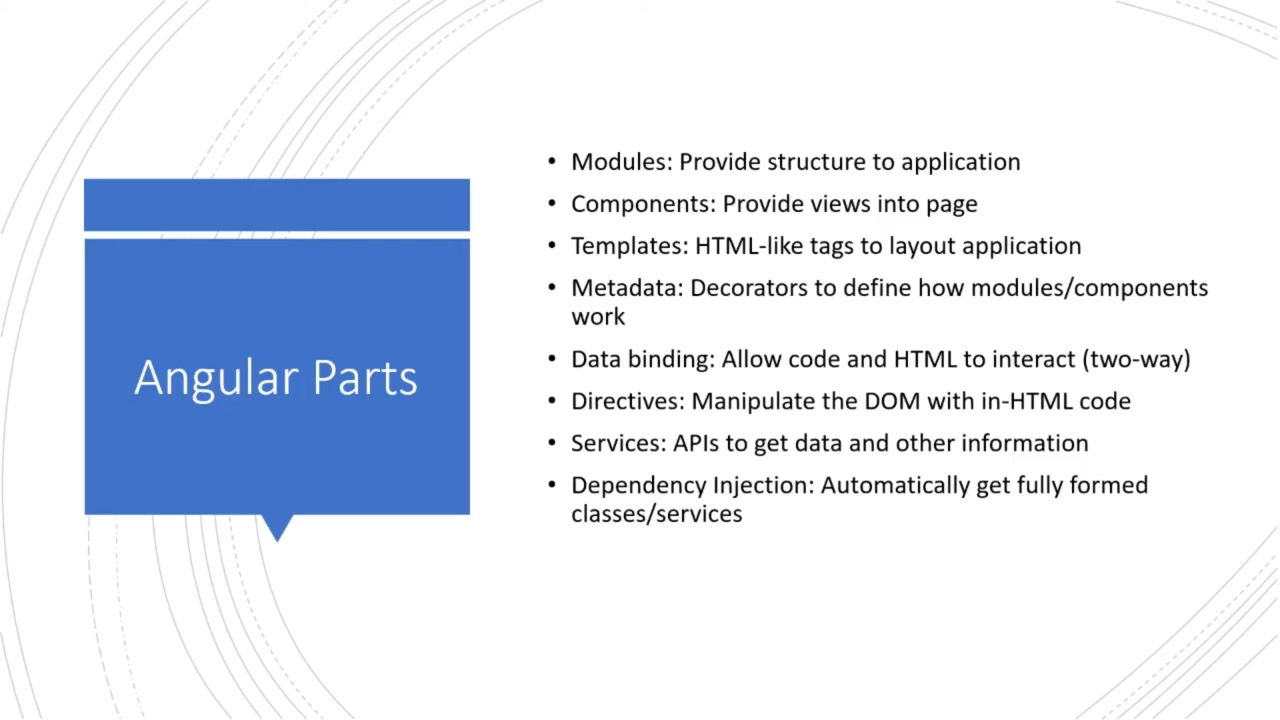 Angular Parts
• Modules: Provide structure to application
• Components: Provide views into page
• Templates: HTML-like tags to layout application
• Metadata: Decorators to define how modules/components
work
• Data binding: Allow code and HTML to interact (two-way)
• Directives: Manipulate the DOM with in-HTML code
• Services: APIs to get data and other information
• Dependency Injection: Automatically get fully formed
classes/services